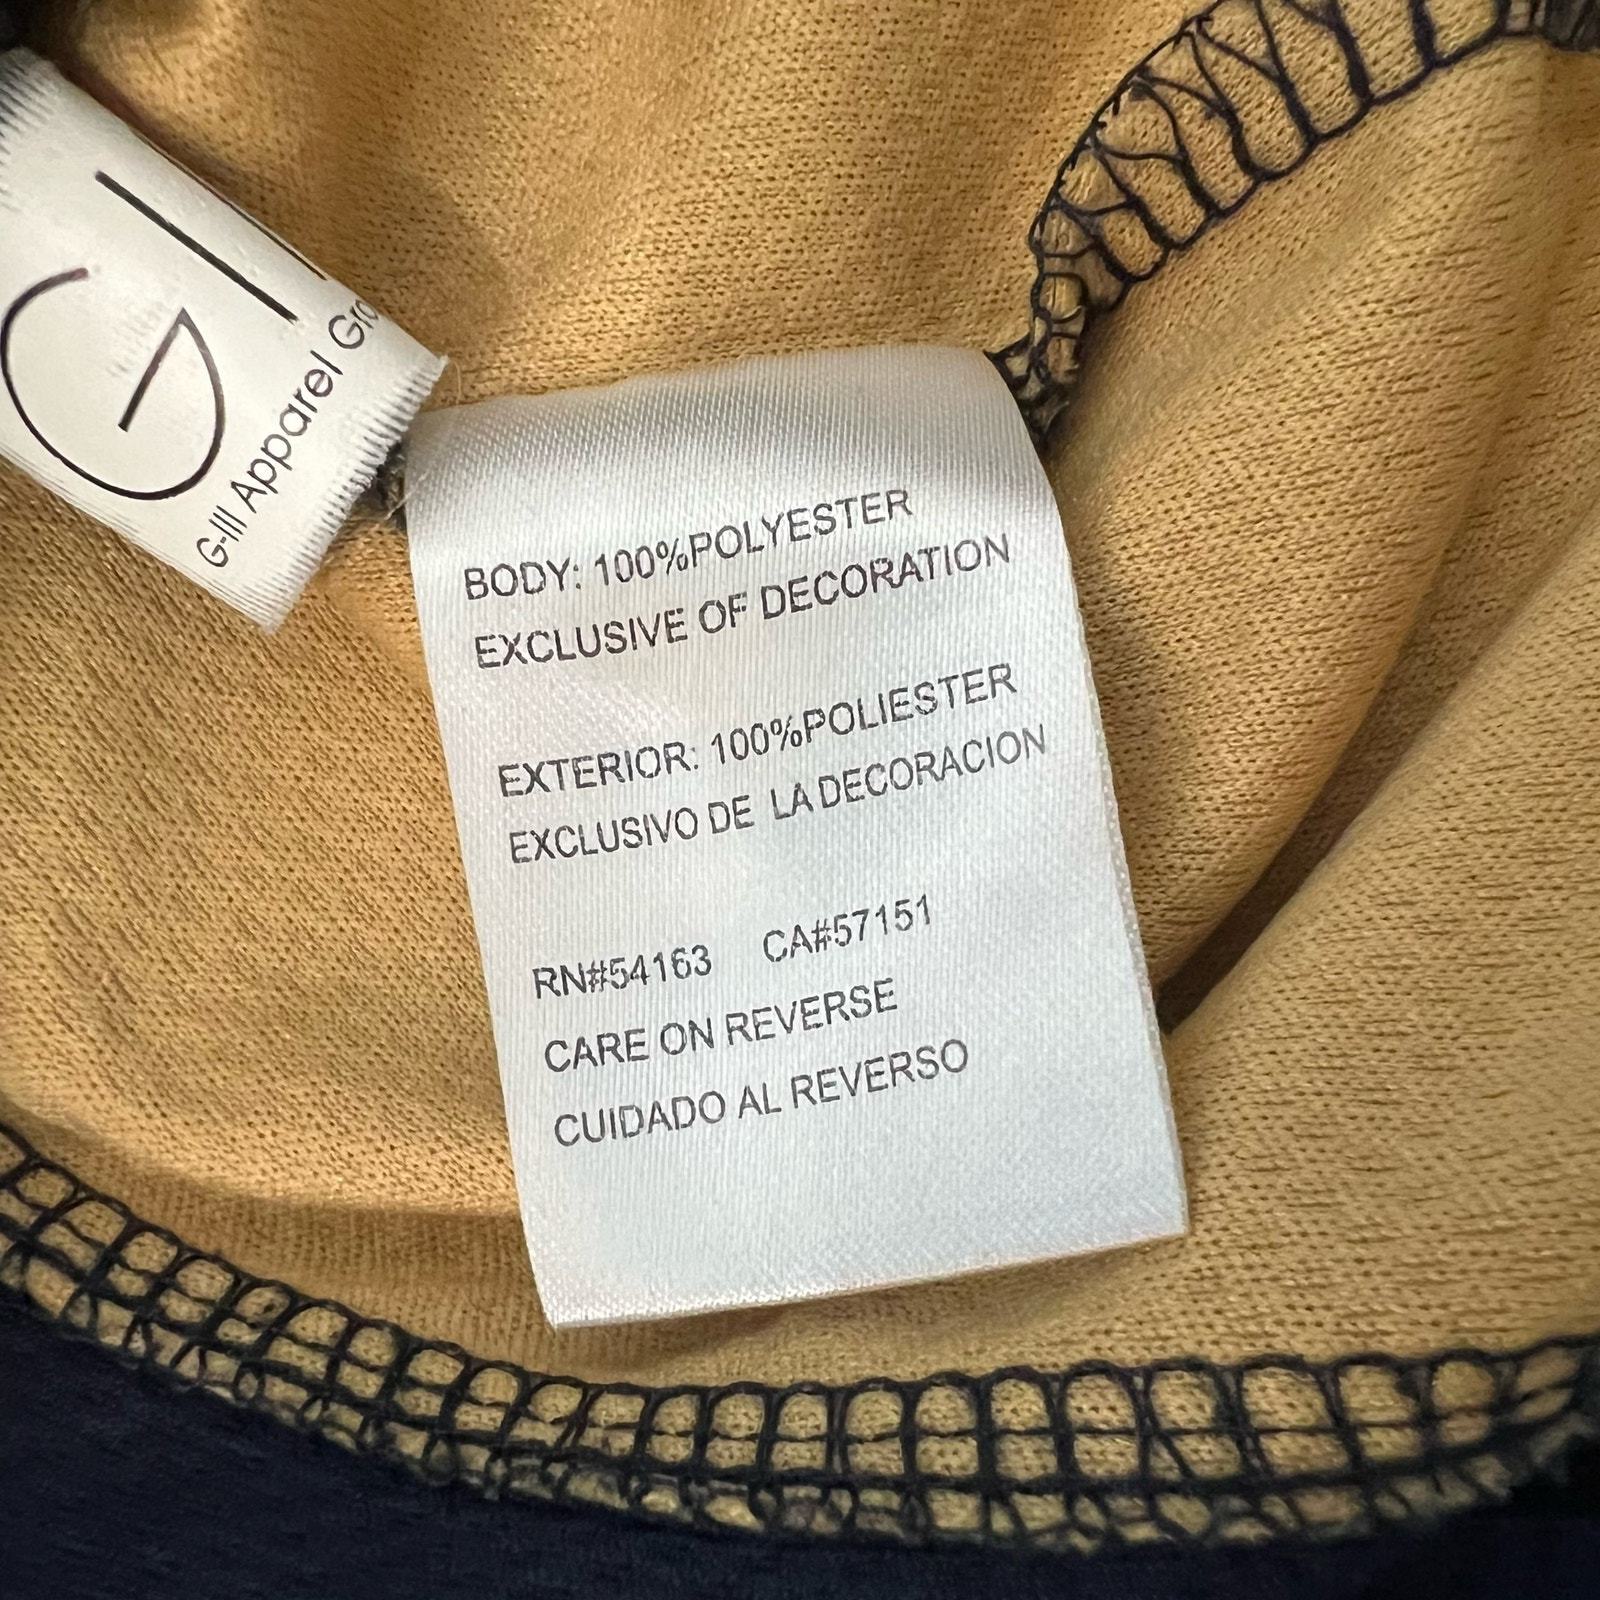 G
G-III Apparel
BODY: 100%POLYESTER
EXCLUSIVE OF DECORATION
EXTERIOR: 100%POLIESTER
EXCLUSIVO DE LA DECORACION
RN#54163 CA#57151
CARE ON REVERSE
CUIDADO AL REVERSO